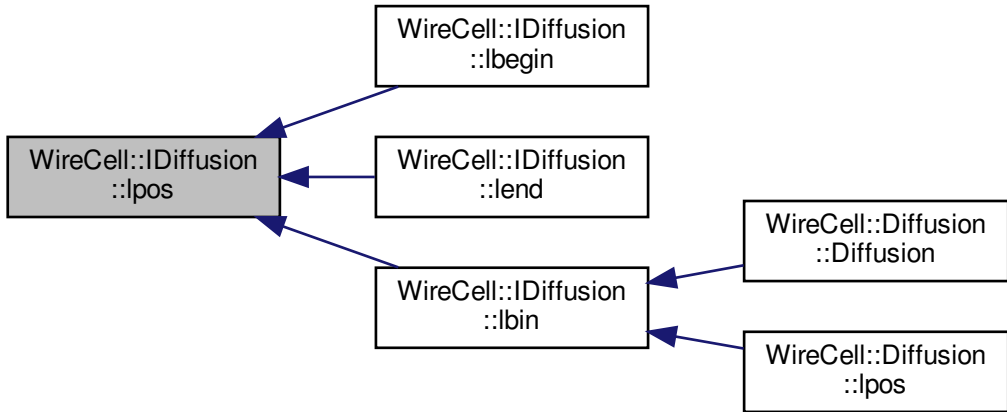 WireCell::IDiffusion
::lbegin
WireCell::IDiffusion
::lpos
WireCell::IDiffusion
::lend
WireCell::Diffusion
::Diffusion
WireCell::IDiffusion
::lbin
WireCell::Diffusion
::lpos